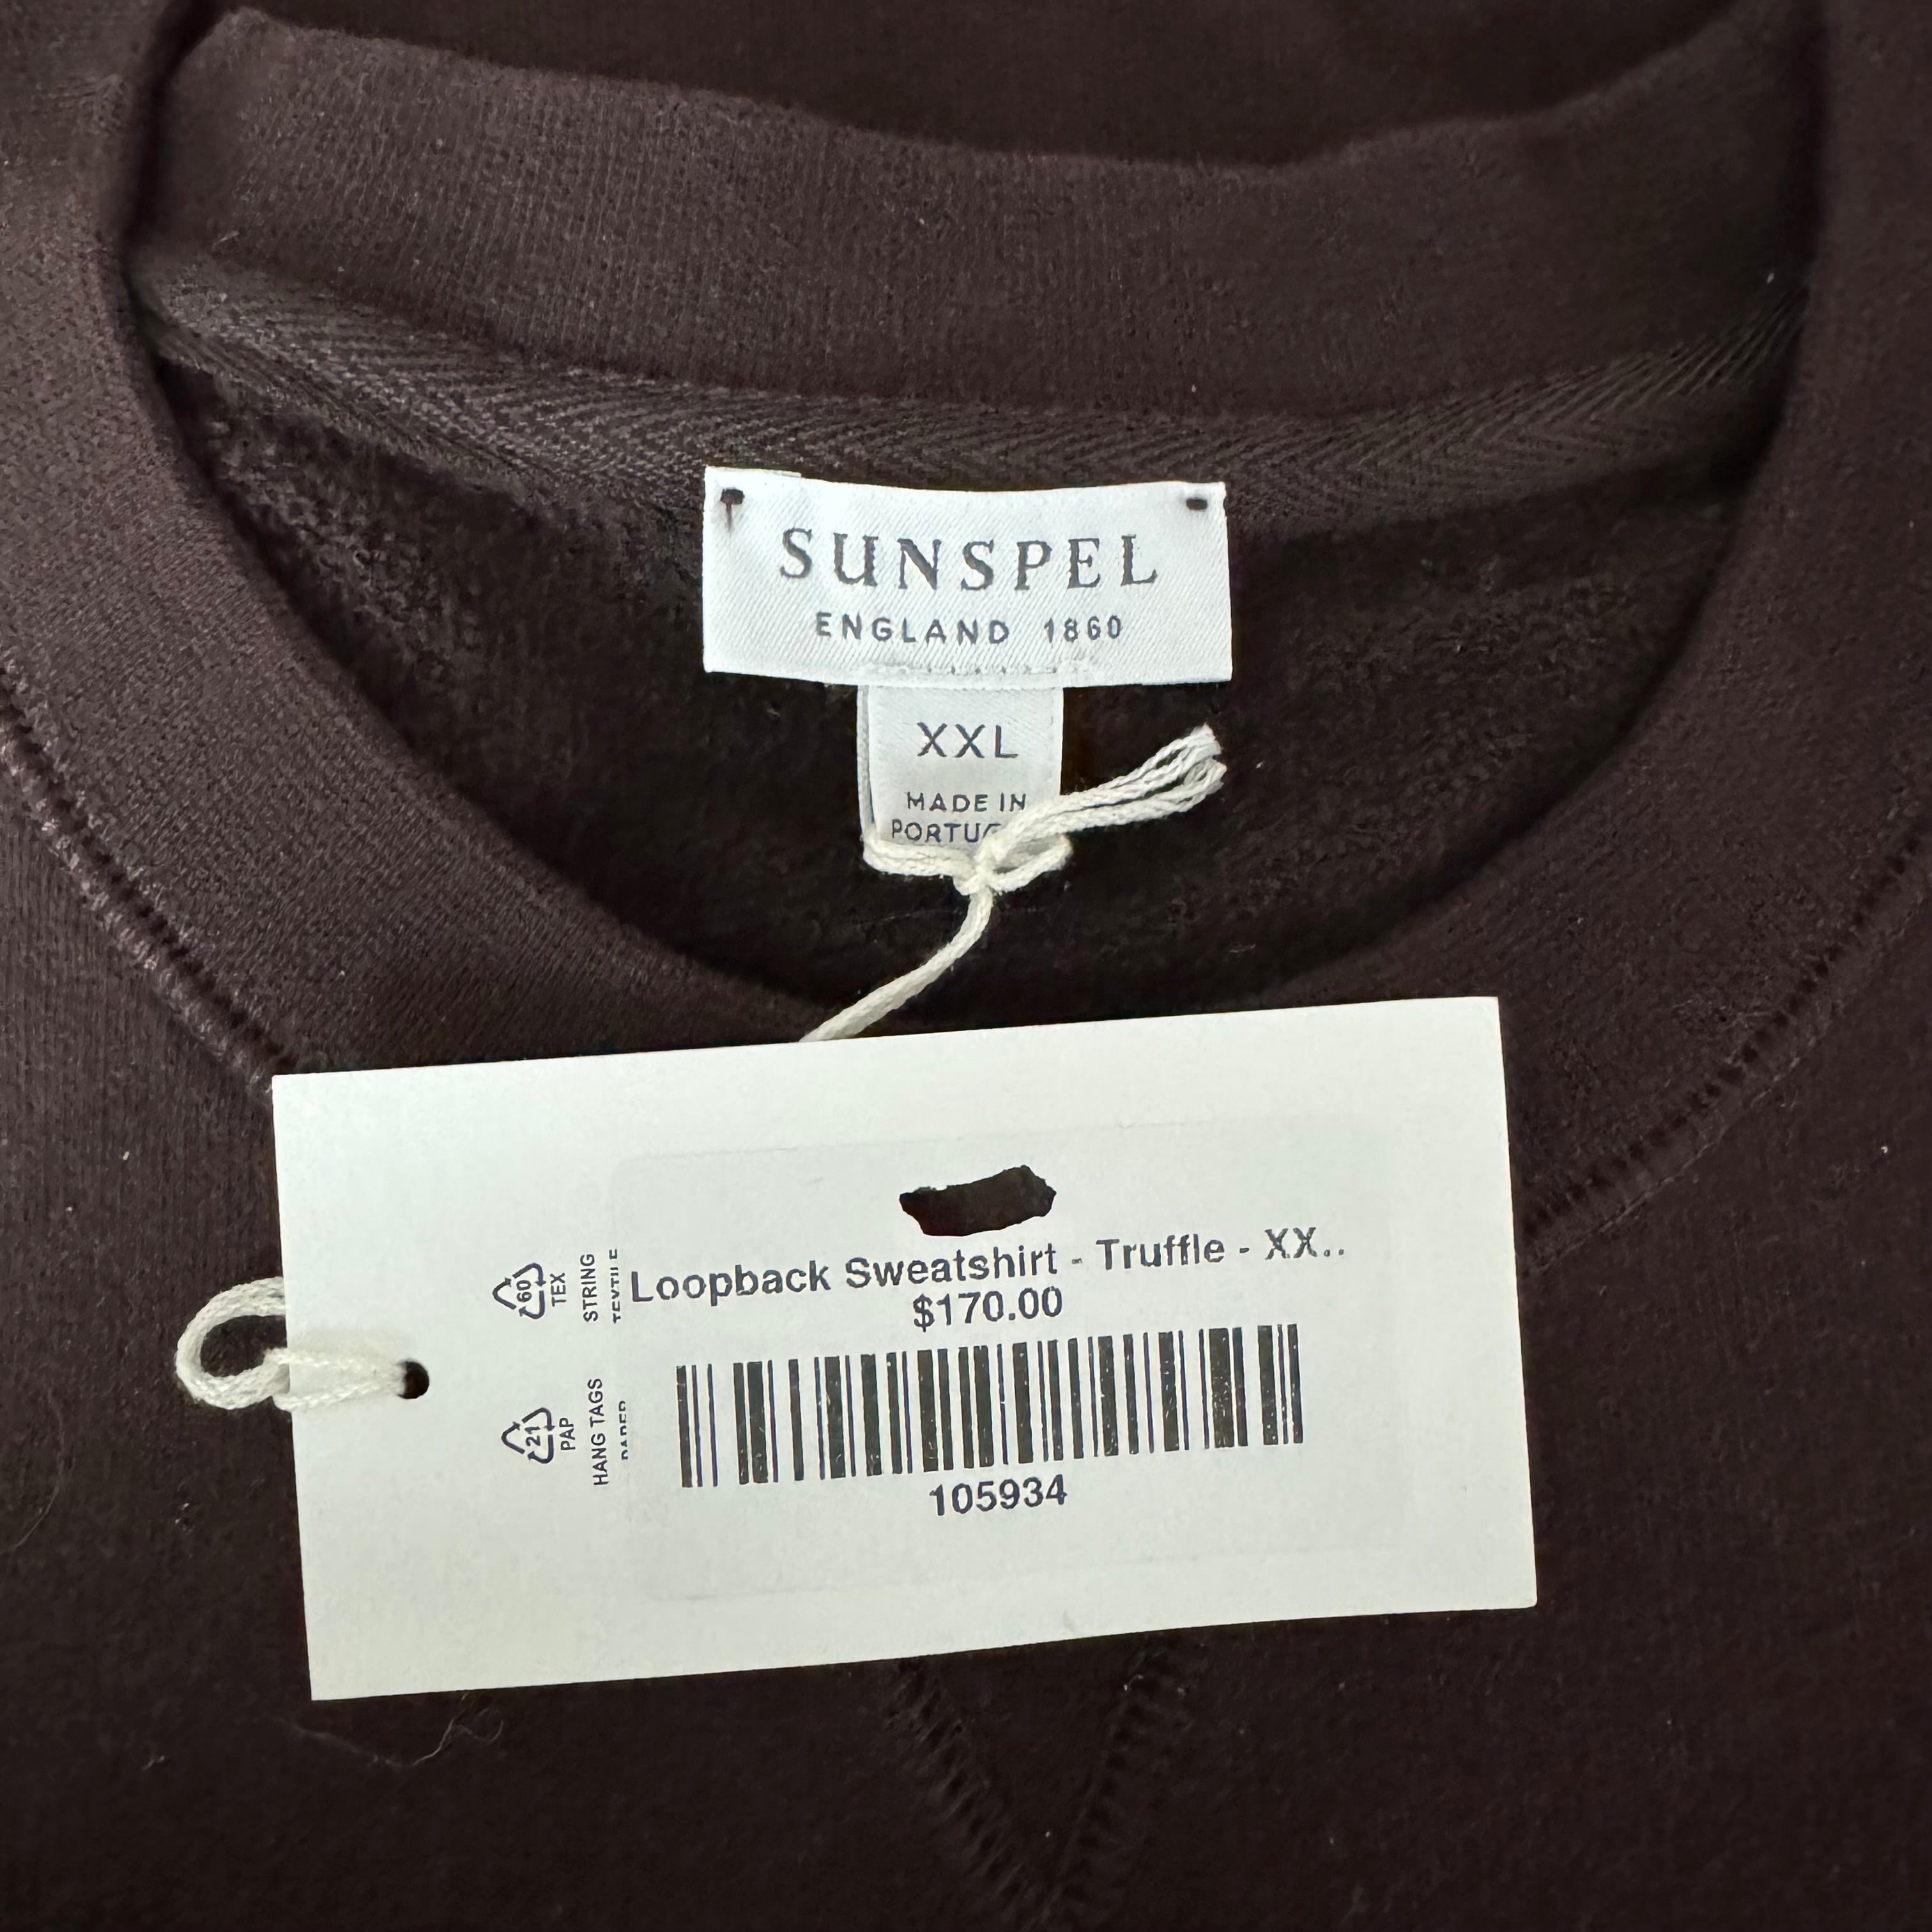 SUNSPEL
ENGLAND 1860
XXL
MADE IN
Loopback Sweatshirt - Truffle - XX..
$170.00
105934
60
TEX
STRING
21
PAP
HANG TAGS